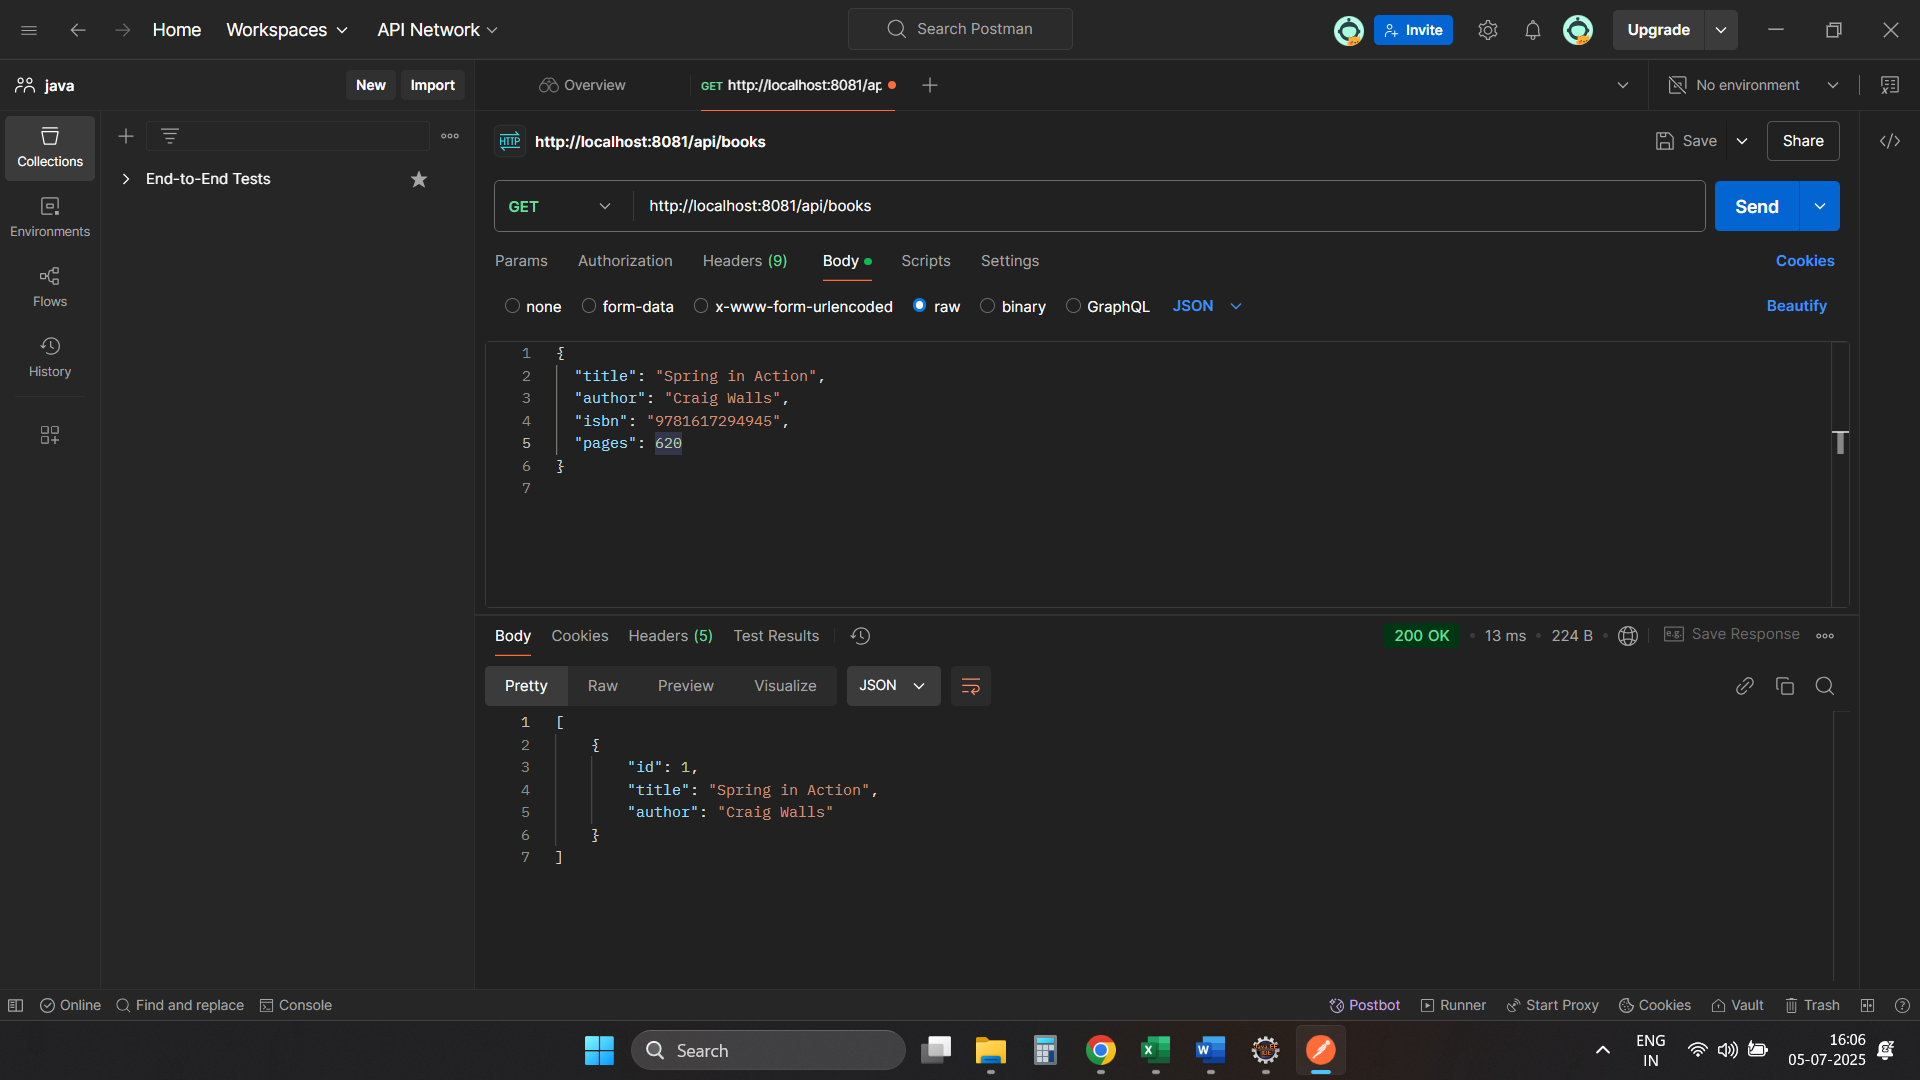 Home Workspaces API Network Search Postman Invite Upgrade
java New Import Overview GET http://localhost:8081/ap No environment
Collections
HTTP http://localhost:8081/api/books Save Share
End-to-End Tests
GET http://localhost:8081/api/books Send
Environments
Params Authorization Headers (9) Body Scripts Settings Cookies
Flows
none form-data x-www-form-urlencoded raw binary GraphQL JSON Beautify
History
1 {
2 "title": "Spring in Action",
3 "author": "Craig Walls",
4 "isbn": "9781617294945",
5 "pages": 620
6 }
7
Body Cookies Headers (5) Test Results 200 OK • 13 ms • 224 B • e.g. Save Response
Pretty Raw Preview Visualize JSON
1 [
2 {
3 "id": 1,
4 "title": "Spring in Action",
5 "author": "Craig Walls"
6 }
7 ]
Online Find and replace Console Postbot Runner Start Proxy Cookies Vault Trash
Search ENG IN 16:06
05-07-2025